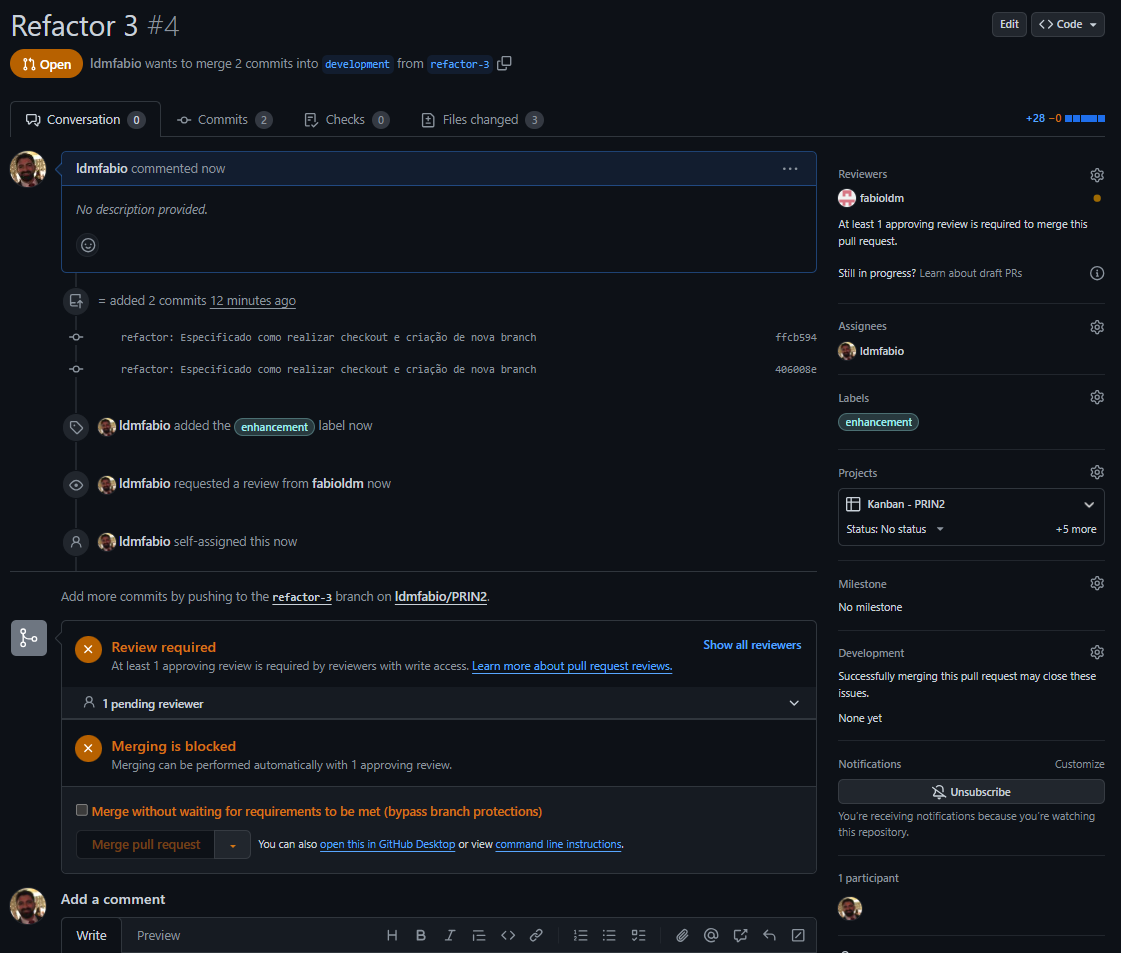 Refactor 3 #4
Edit
Code
Open
ldmfabio wants to merge 2 commits into development from refactor-3
Conversation 0
Commits 2
Checks 0
Files changed 3
+28 −0
ldmfabio commented now
No description provided.
= added 2 commits 12 minutes ago
refactor: Especificado como realizar checkout e criação de nova branch ffcb594
refactor: Especificado como realizar checkout e criação de nova branch 406008e
ldmfabio added the enhancement label now
ldmfabio requested a review from fabioldm now
ldmfabio self-assigned this now
Add more commits by pushing to the refactor-3 branch on ldmfabio/PRIN2.
Review required
Show all reviewers
At least 1 approving review is required by reviewers with write access. Learn more about pull request reviews.
1 pending reviewer
Merging is blocked
Merging can be performed automatically with 1 approving review.
Merge without waiting for requirements to be met (bypass branch protections)
Merge pull request
You can also open this in GitHub Desktop or view command line instructions.
Add a comment
Write
Preview
Reviewers
fabioldm
At least 1 approving review is required to merge this
pull request.
Still in progress? Learn about draft PRs
Assignees
ldmfabio
Labels
enhancement
Projects
Kanban - PRIN2
Status: No status
+5 more
Milestone
No milestone
Development
Successfully merging this pull request may close these
issues.
None yet
Notifications
Customize
Unsubscribe
You're receiving notifications because you're watching
this repository.
1 participant